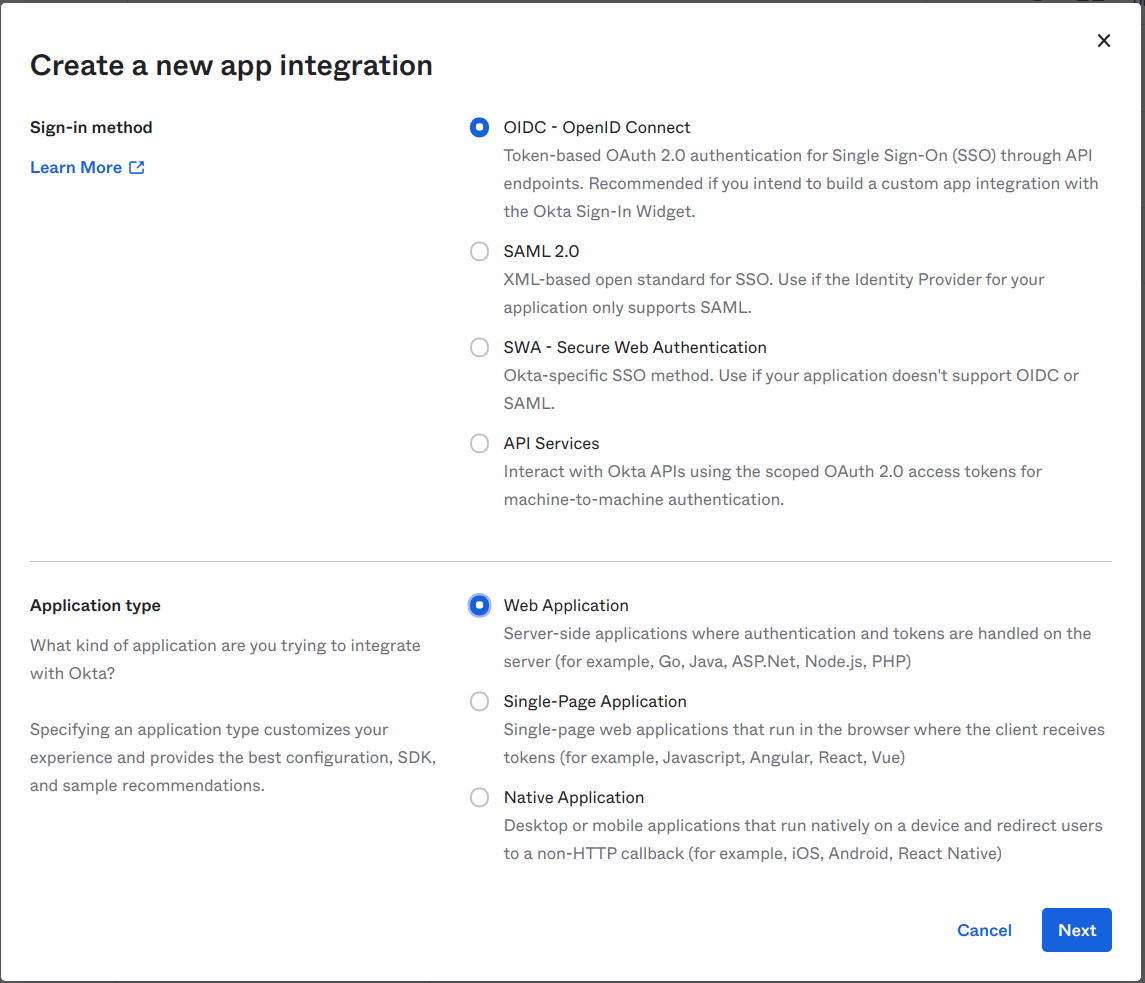 Create a new app integration
Sign-in method
Learn More
OIDC - OpenID Connect
Token-based OAuth 2.0 authentication for Single Sign-On (SSO) through API
endpoints. Recommended if you intend to build a custom app integration with
the Okta Sign-In Widget.
SAML 2.0
XML-based open standard for SSO. Use if the Identity Provider for your
application only supports SAML.
SWA - Secure Web Authentication
Okta-specific SSO method. Use if your application doesn't support OIDC or
SAML.
API Services
Interact with Okta APIs using the scoped OAuth 2.0 access tokens for
machine-to-machine authentication.
Application type
What kind of application are you trying to integrate
with Okta?
Specifying an application type customizes your
experience and provides the best configuration, SDK,
and sample recommendations.
Web Application
Server-side applications where authentication and tokens are handled on the
server (for example, Go, Java, ASP.Net, Node.js, PHP)
Single-Page Application
Single-page web applications that run in the browser where the client receives
tokens (for example, Javascript, Angular, React, Vue)
Native Application
Desktop or mobile applications that run natively on a device and redirect users
to a non-HTTP callback (for example, iOS, Android, React Native)
Cancel
Next